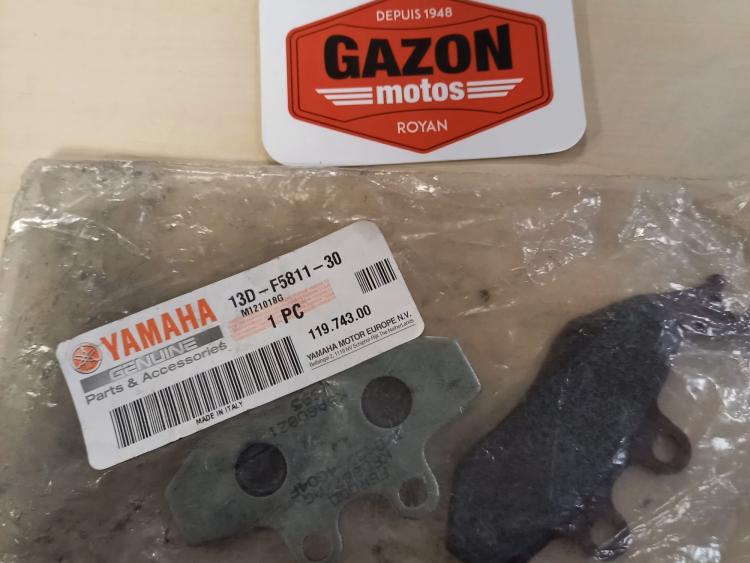 DEPUIS 1948
GAZON
motos
ROYAN
YAMAHA
GENUINE
Parts & Accessories
13D-F5811-30
M121018G
1 PC
119.743.00
YAMAHA MOTOR EUROPE N.V.
MADE IN ITALY